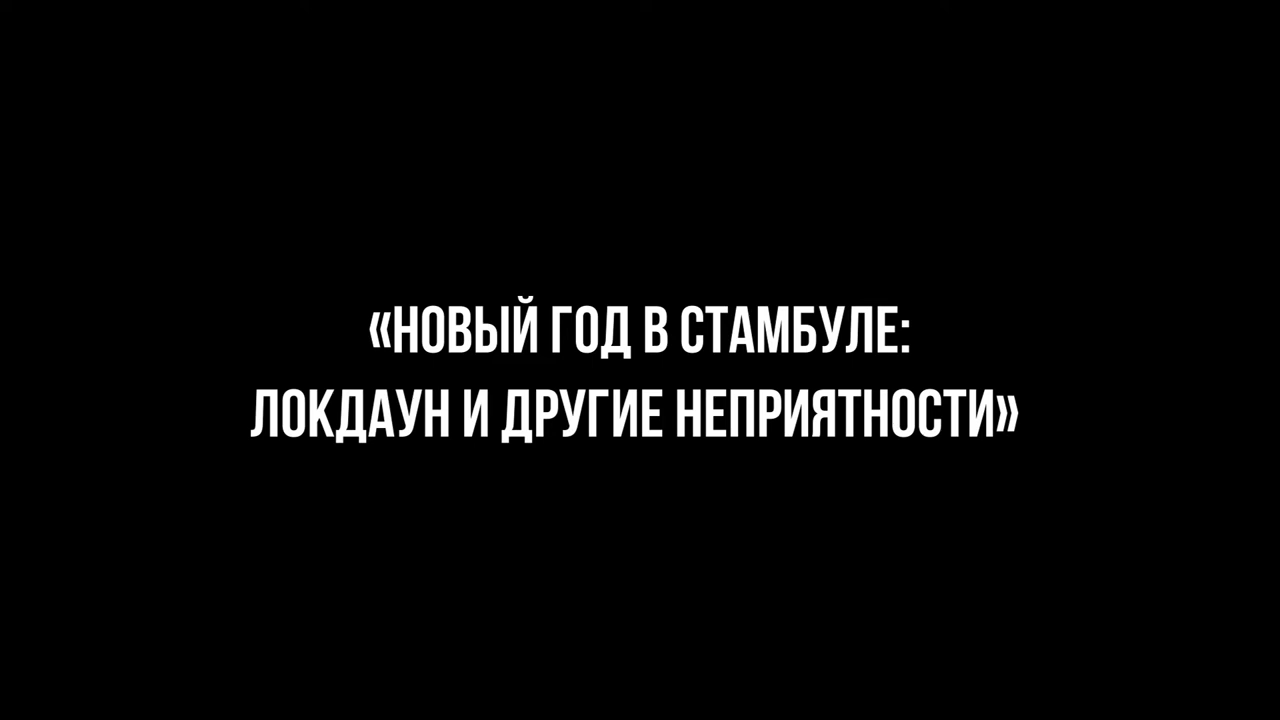 «НОВЫЙ ГОД В СТАМБУЛЕ:
ЛОКДАУН И ДРУГИЕ НЕПРИЯТНОСТИ»